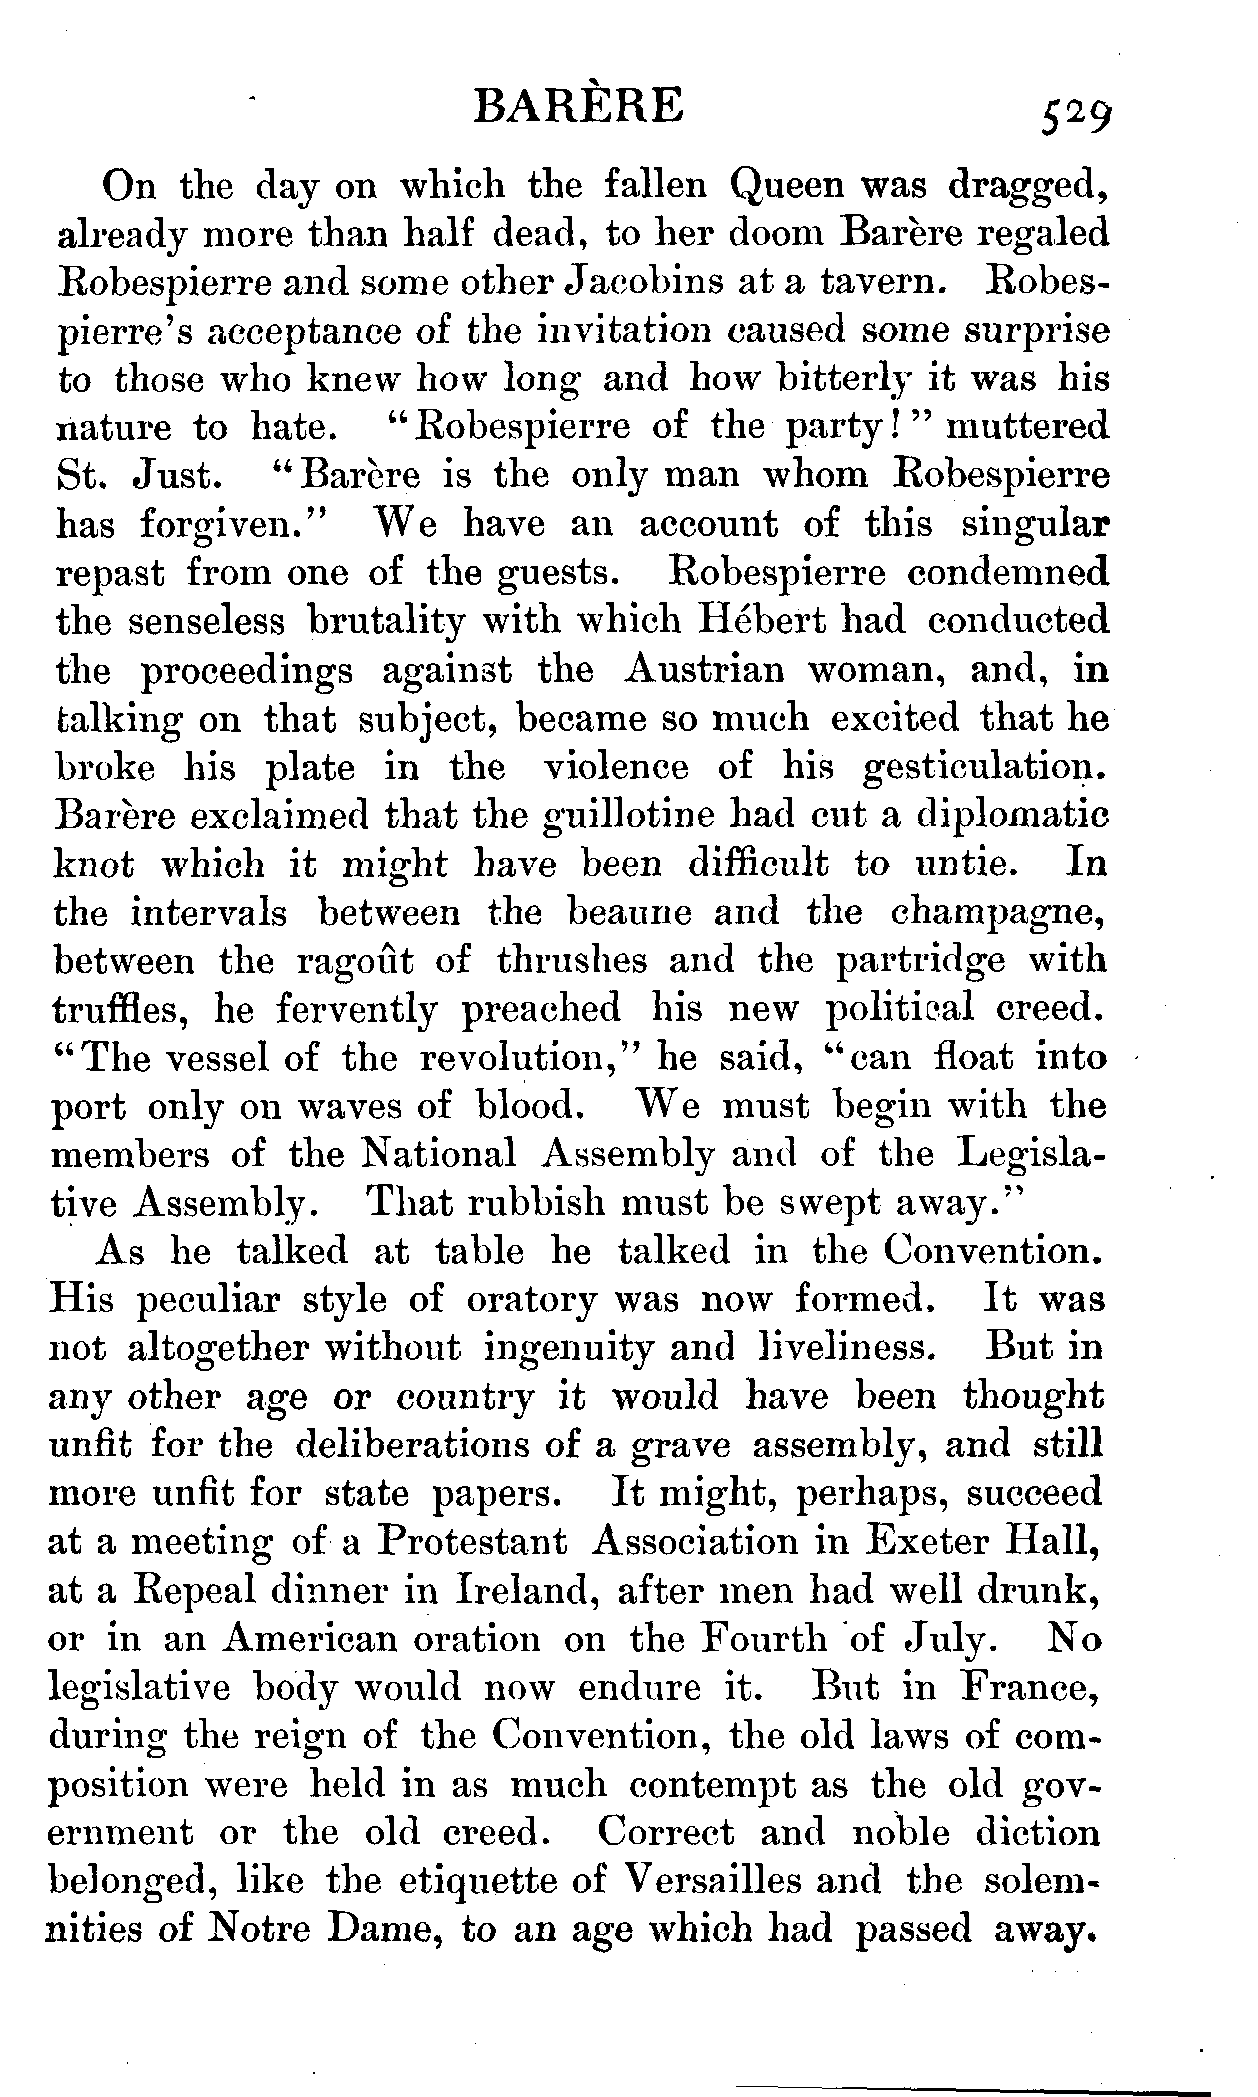 BARÈRE 529
On the day on which the fallen Queen was dragged,
already more than half dead, to her doom Barère regaled
Robespierre and some other Jacobins at a tavern. Robes-
pierre's acceptance of the invitation caused some surprise
to those who knew how long and how bitterly it was his
nature to hate. "Robespierre of the party!" muttered
St. Just. "Barère is the only man whom Robespierre
has forgiven." We have an account of this singular
repast from one of the guests. Robespierre condemned
the senseless brutality with which Hébert had conducted
the proceedings against the Austrian woman, and, in
talking on that subject, became so much excited that he
broke his plate in the violence of his gesticulation.
Barère exclaimed that the guillotine had cut a diplomatic
knot which it might have been difficult to untie. In
the intervals between the beaune and the champagne,
between the ragoût of thrushes and the partridge with
truffles, he fervently preached his new political creed.
"The vessel of the revolution," he said, "can float into
port only on waves of blood. We must begin with the
members of the National Assembly and of the Legisla-
tive Assembly. That rubbish must be swept away."
As he talked at table he talked in the Convention.
His peculiar style of oratory was now formed. It was
not altogether without ingenuity and liveliness. But in
any other age or country it would have been thought
unfit for the deliberations of a grave assembly, and still
more unfit for state papers. It might, perhaps, succeed
at a meeting of a Protestant Association in Exeter Hall,
at a Repeal dinner in Ireland, after men had well drunk,
or in an American oration on the Fourth of July. No
legislative body would now endure it. But in France,
during the reign of the Convention, the old laws of com-
position were held in as much contempt as the old gov-
ernment or the old creed. Correct and noble diction
belonged, like the etiquette of Versailles and the solem-
nities of Notre Dame, to an age which had passed away.